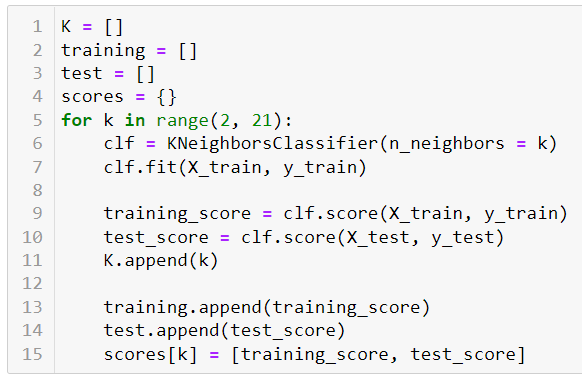 1 K = []
2 training = []
3 test = []
4 scores = {}
5 for k in range(2, 21):
6     clf = KNeighborsClassifier(n_neighbors = k)
7     clf.fit(X_train, y_train)
8
9     training_score = clf.score(X_train, y_train)
10     test_score = clf.score(X_test, y_test)
11     K.append(k)
12
13     training.append(training_score)
14     test.append(test_score)
15     scores[k] = [training_score, test_score]